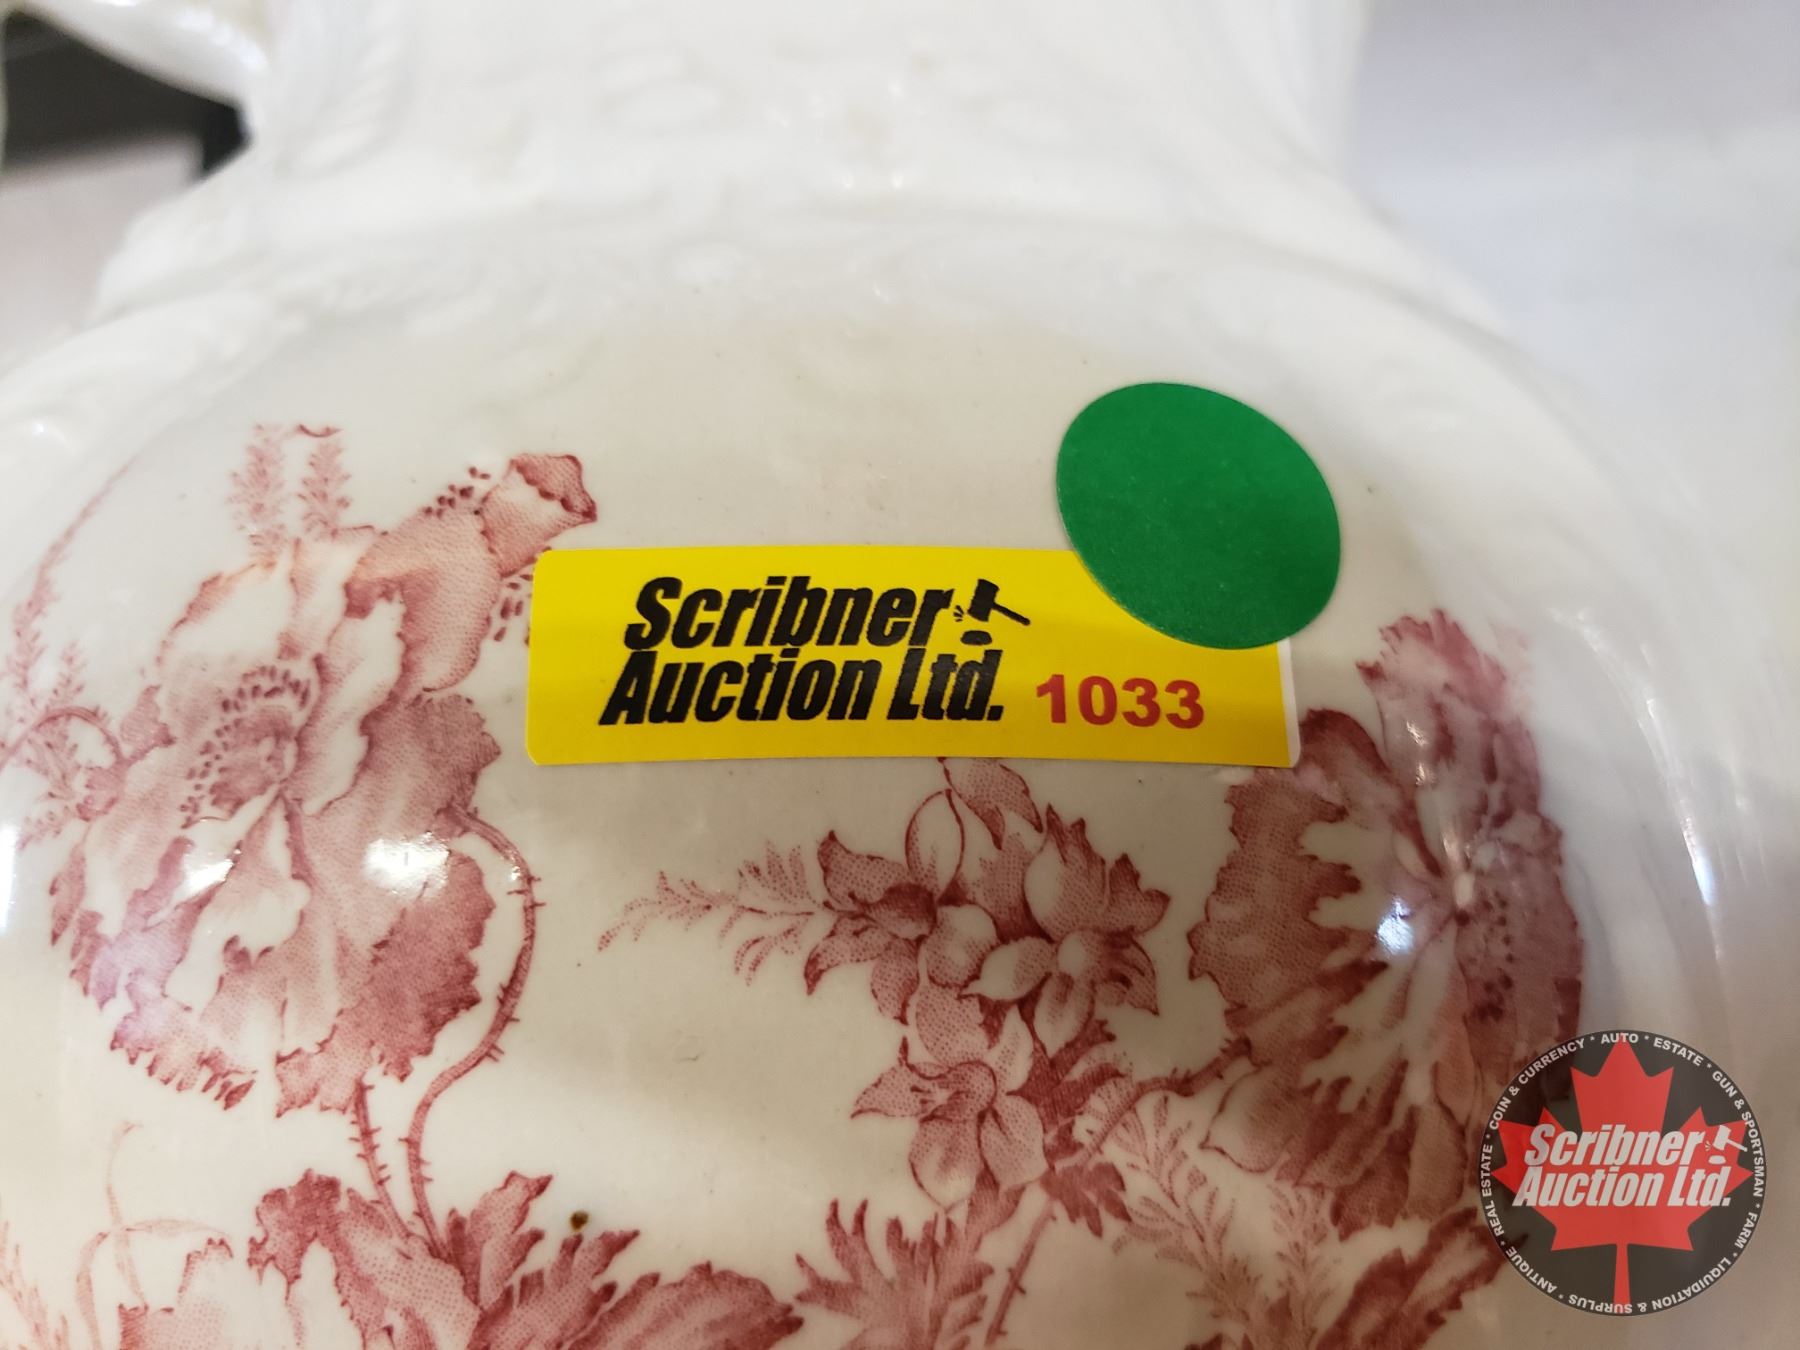 Scribner
Auction Ltd. 1033
COIN & CURRENCY * AUTO * ESTATE * GUN & SPORTSMAN * FARM * LIQUIDATION & SURPLUS * ANTIQUE * REAL ESTATE *
Scribner
Auction Ltd.